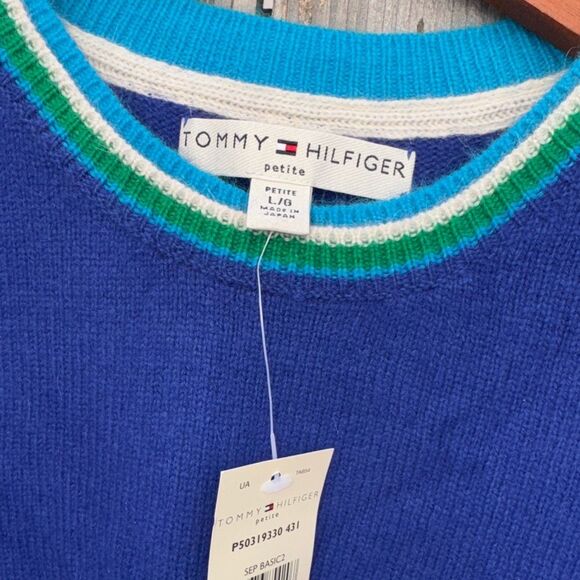 TOMMY HILFIGER
petite
PETITE
L/G
MADE IN
JAPAN
UA
TOMMY HILFIGER
petite
P50319330 431
SEP BASIC2